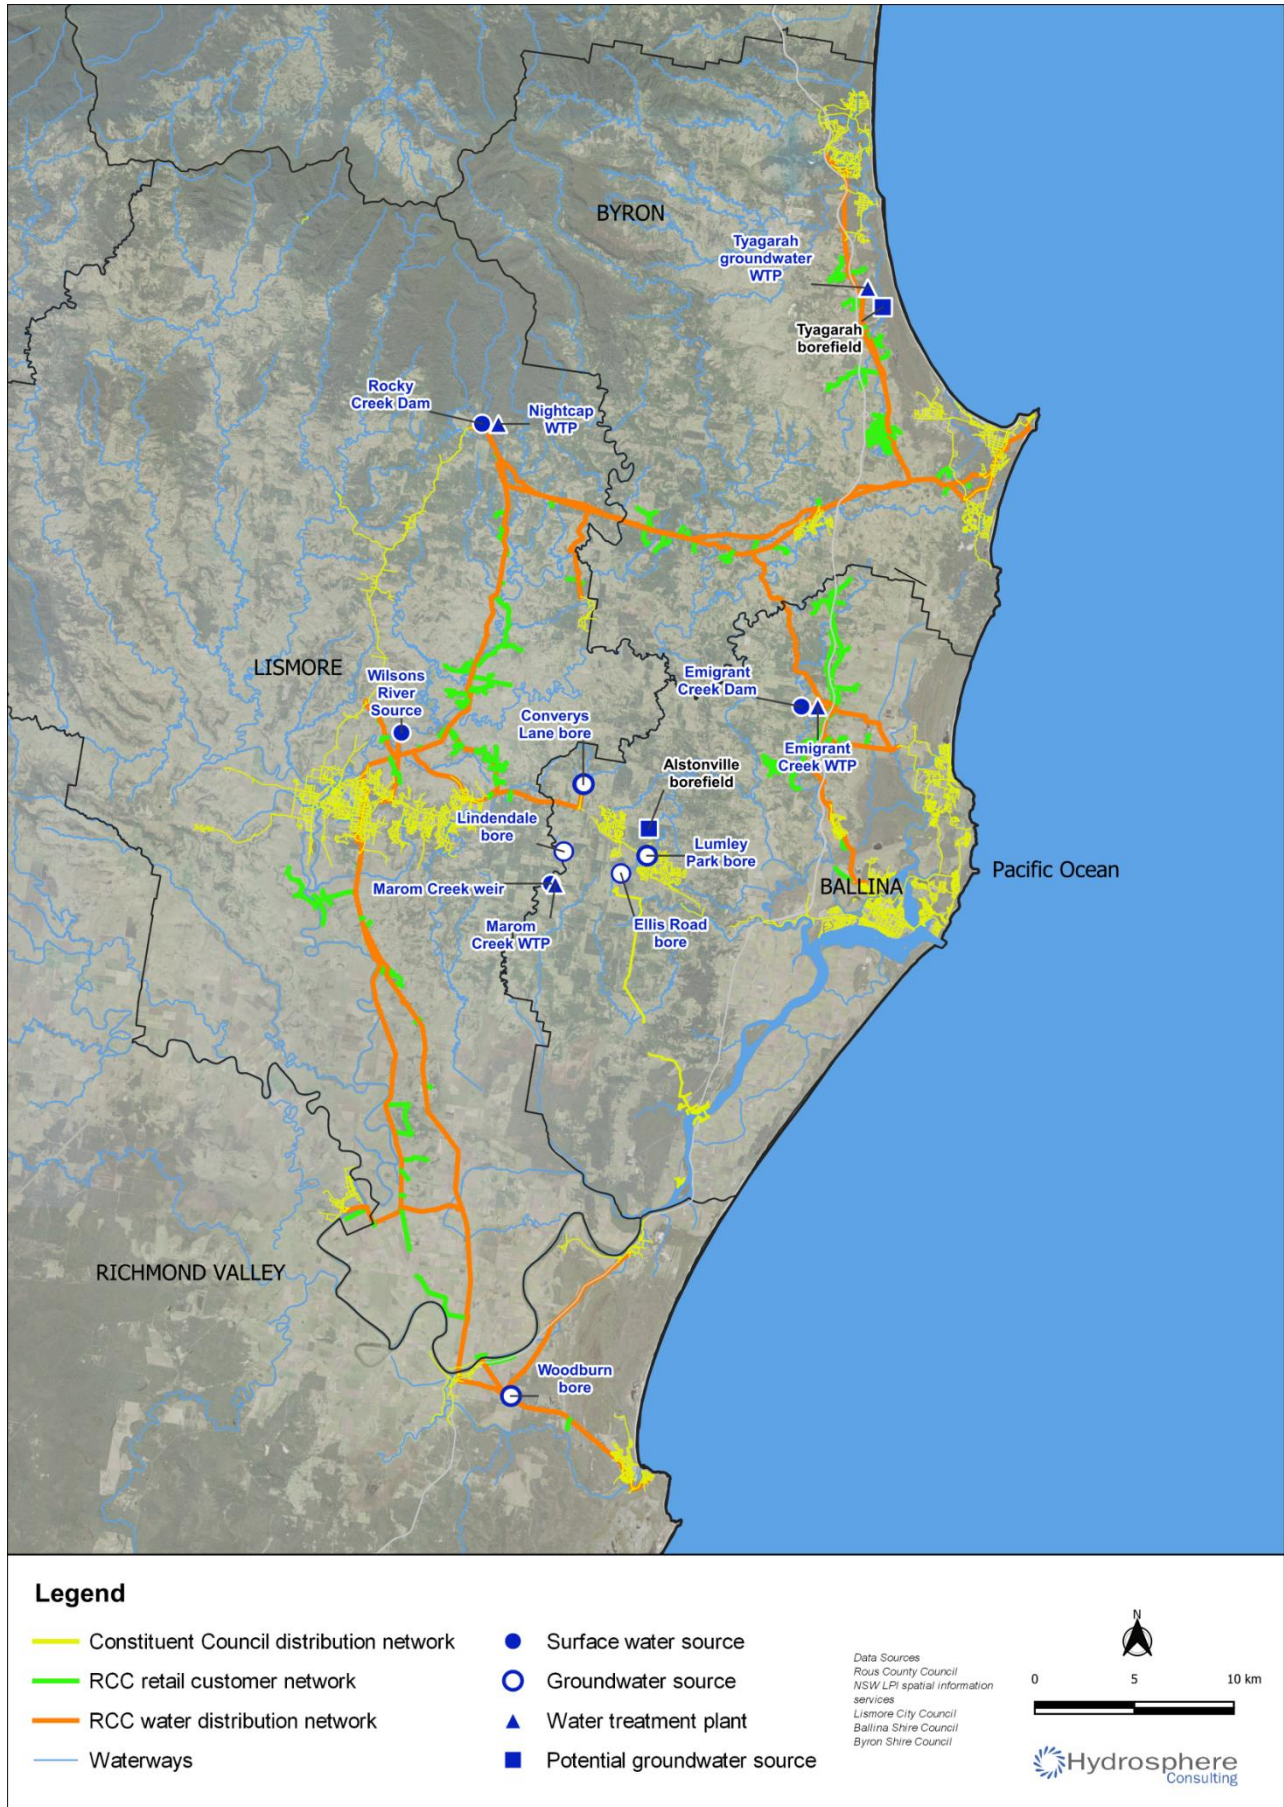 BYRON
Tyagarah
groundwater
WTP
Tyagarah
borefield
Rocky
Creek Dam
Nightcap
WTP
LISMORE
Wilsons
River
Source
Converys
Lane bore
Emigrant
Creek Dam
Emigrant
Creek WTP
Alstonville
borefield
Lindendale
bore
Lumley
Park bore
Marom Creek weir
BALLINA
Pacific Ocean
Marom
Creek WTP
Ellis Road
bore
RICHMOND VALLEY
Woodburn
bore
Legend
Constituent Council distribution network
RCC retail customer network
RCC water distribution network
Waterways
Surface water source
Groundwater source
Water treatment plant
Potential groundwater source
Data Sources
Rous County Council
NSW LPI spatial information
services
Lismore City Council
Ballina Shire Council
Byron Shire Council
N
0 5 10 km
Hydrosphere
Consulting